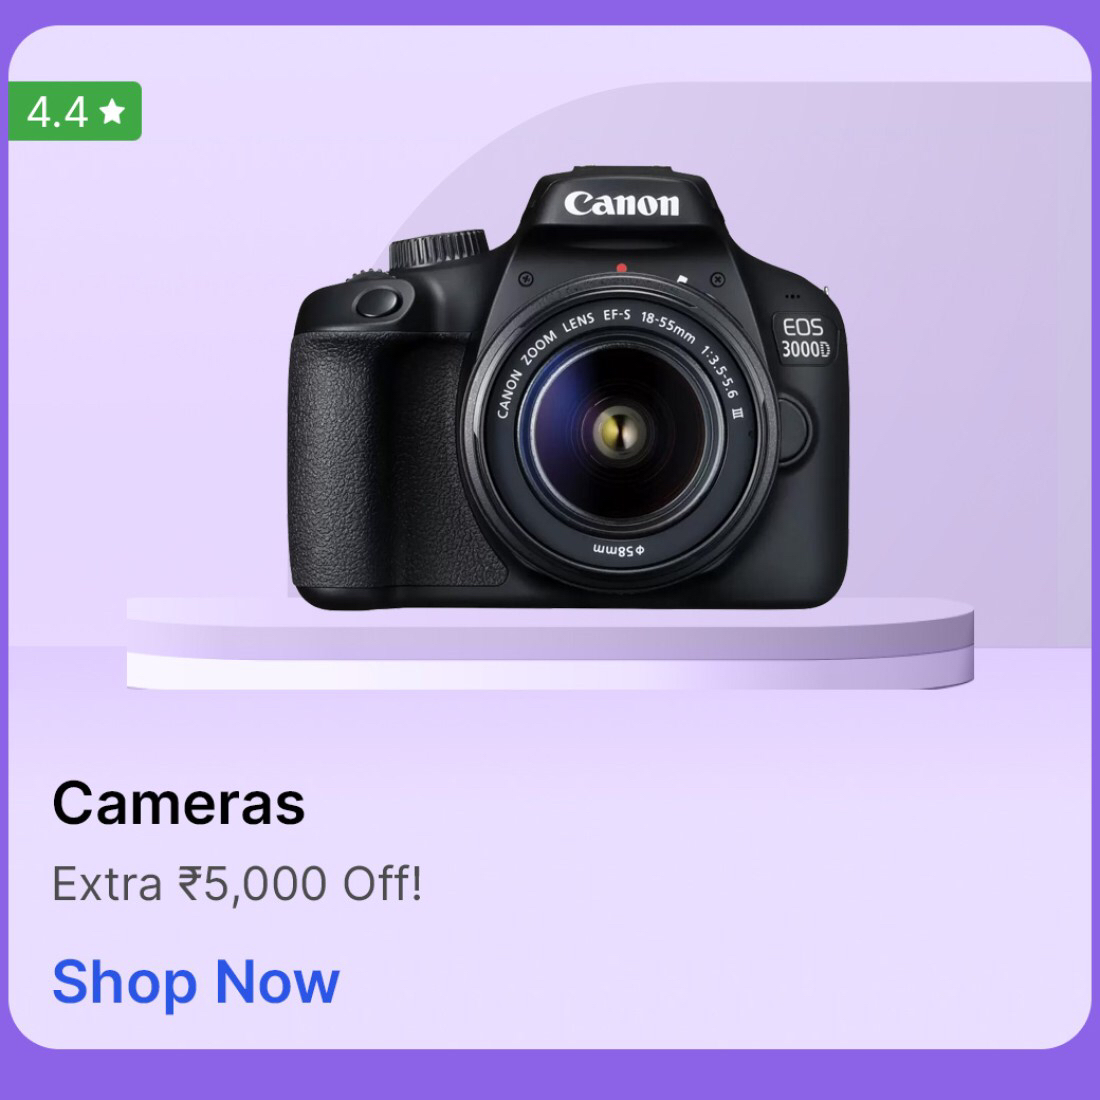 4.4 ★
Canon
EOS
3000D
CANON ZOOM LENS EF-S 18-55mm 1:3.5-5.6 III
φ58mm
Cameras
Extra ₹5,000 Off!
Shop Now